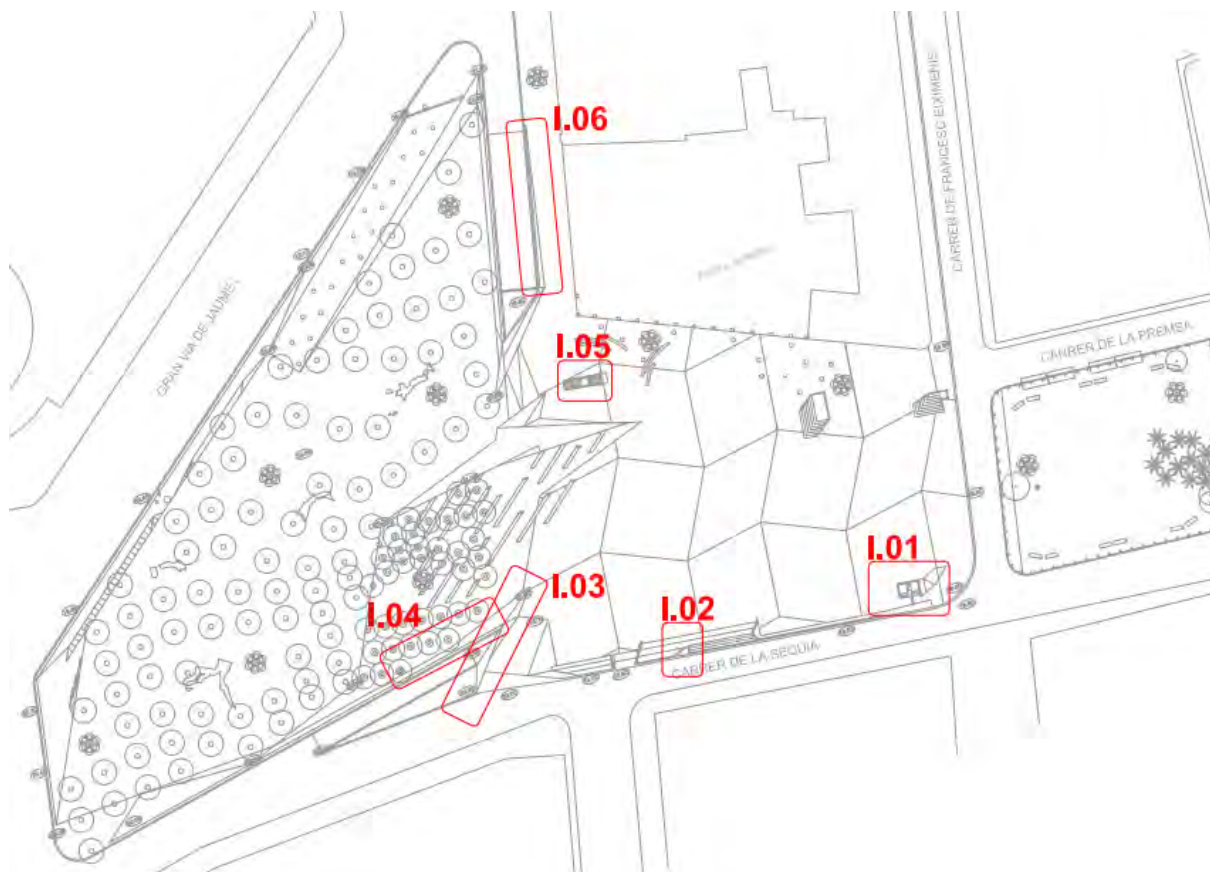 I.06
CARRER DE FRANCESC EIXIMENIS
GRAN VIA DE JAUME I
I.05
CARRER DE LA PREMSA
I.01
I.03
I.04
I.02
CARRER DE LA SEQUIA